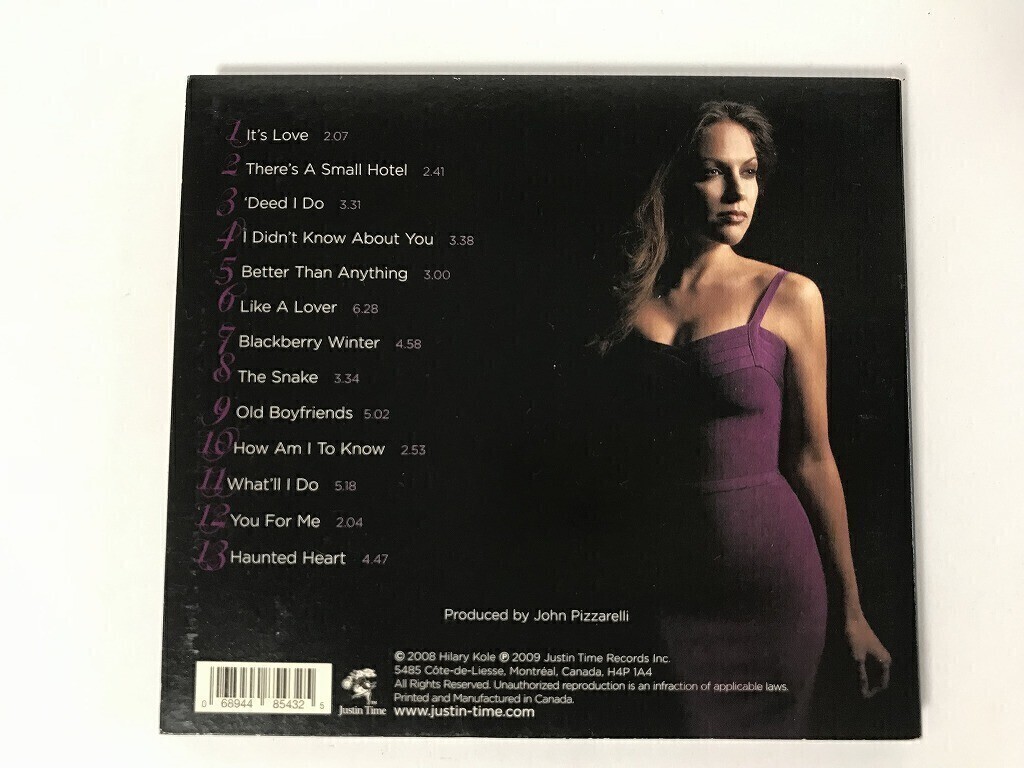 1 It's Love 2.07
2 There's A Small Hotel 2.41
3 'Deed I Do 3.31
4 I Didn't Know About You 3.38
5 Better Than Anything 3.00
6 Like A Lover 6.28
7 Blackberry Winter 4.58
8 The Snake 3.34
9 Old Boyfriends 5.02
10 How Am I To Know 2.53
11 What'll I Do 5.18
12 You For Me 2.04
13 Haunted Heart 4.47
Produced by John Pizzarelli
© 2008 Hilary Kole ℗ 2009 Justin Time Records Inc.
5485 Côte-de-Liesse, Montréal, Canada, H4P 1A4
All Rights Reserved. Unauthorized reproduction is an infraction of applicable laws.
Printed and Manufactured in Canada.
www.justin-time.com
Justin Time
0 68944 85432 5